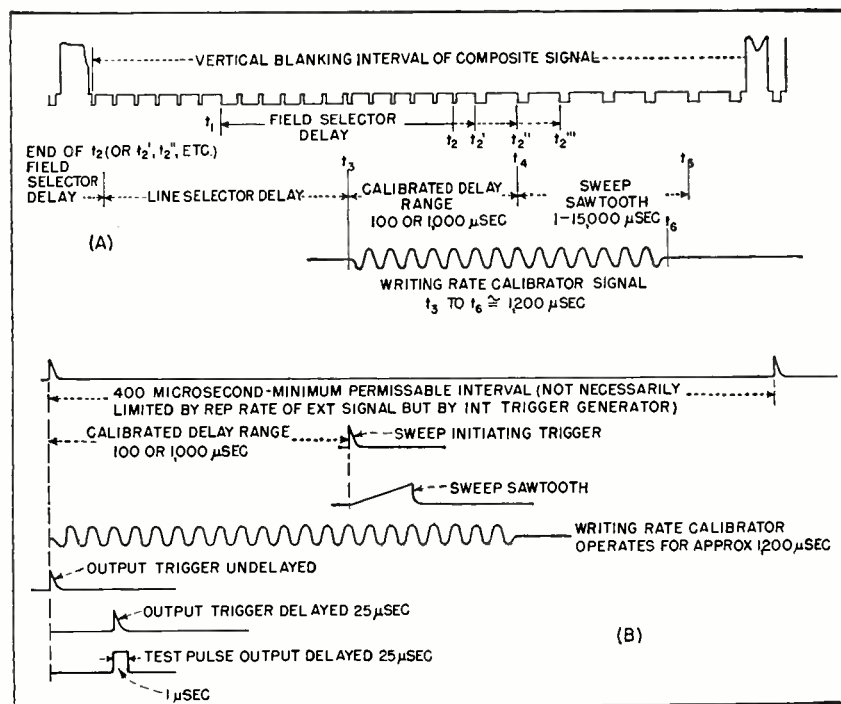 VERTICAL BLANKING INTERVAL OF COMPOSITE SIGNAL
t1
FIELD SELECTOR
DELAY
t2
t2'
t2''
t2'''
END OF t2 (OR t2', t2'', ETC.)
FIELD
SELECTOR
DELAY
LINE SELECTOR DELAY
t3
CALIBRATED DELAY
RANGE
100 OR 1,000 µSEC
t4
SWEEP
SAWTOOTH
1-15,000 µSEC
t5
t6
(A)
WRITING RATE CALIBRATOR SIGNAL
t3 TO t6 ≅ 1,200 µSEC
400 MICROSECOND-MINIMUM PERMISSABLE INTERVAL (NOT NECESSARILY
LIMITED BY REP RATE OF EXT SIGNAL BUT BY INT TRIGGER GENERATOR)
CALIBRATED DELAY RANGE
100 OR 1,000 µSEC
SWEEP INITIATING TRIGGER
SWEEP SAWTOOTH
WRITING RATE CALIBRATOR
OPERATES FOR APPROX 1,200 µSEC
OUTPUT TRIGGER UNDELAYED
OUTPUT TRIGGER DELAYED 25 µSEC
(B)
TEST PULSE OUTPUT DELAYED 25 µSEC
1 µSEC